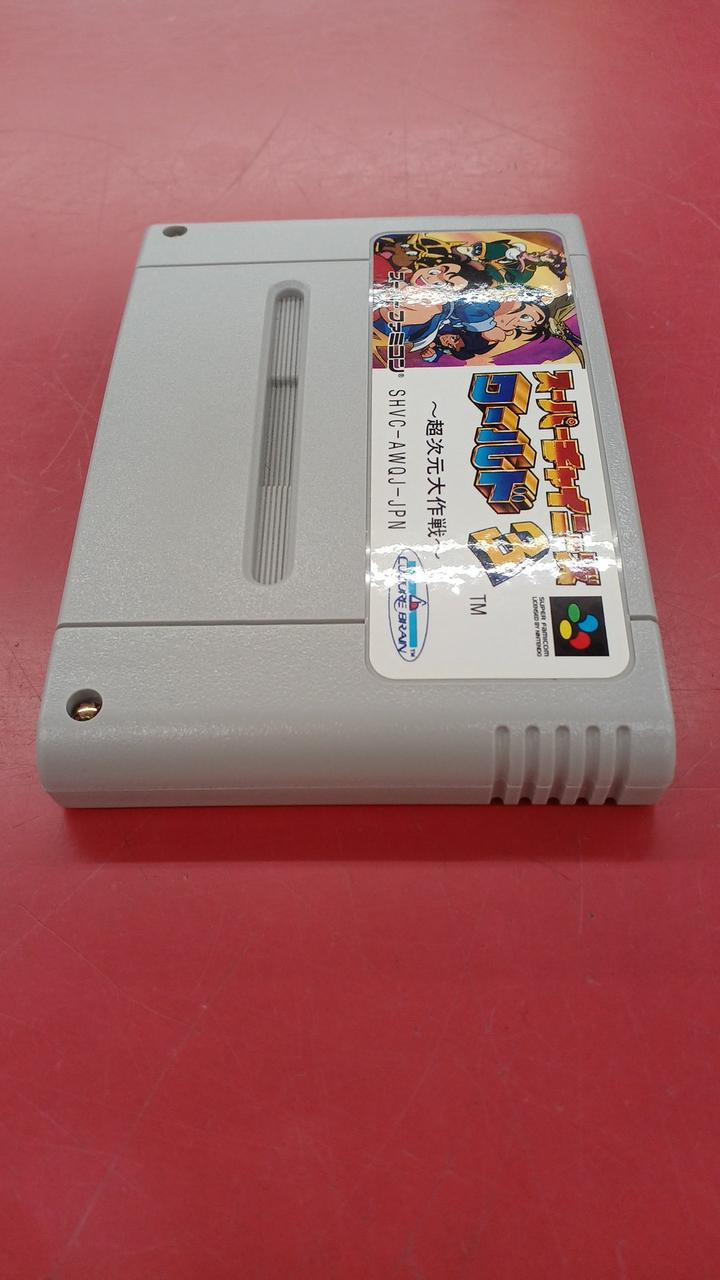 スーパーチャイニーズ
ワールド3
TM
～超次元大作戦～
スーパーファミコン® SHVC-AWQJ-JPN
SUPER FAMICOM
LICENSED BY NINTENDO
CULTURE BRAIN TM